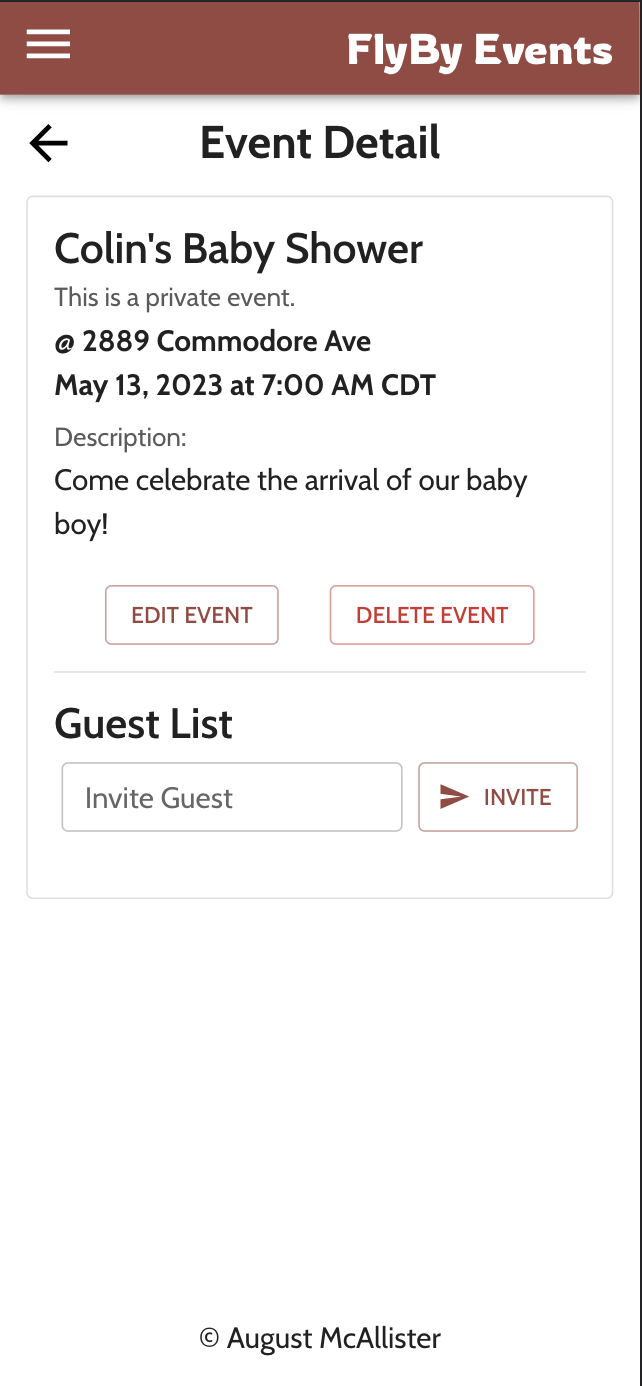 FlyBy Events
Event Detail
Colin's Baby Shower
This is a private event.
@ 2889 Commodore Ave
May 13, 2023 at 7:00 AM CDT
Description:
Come celebrate the arrival of our baby
boy!
EDIT EVENT
DELETE EVENT
Guest List
Invite Guest
INVITE
© August McAllister